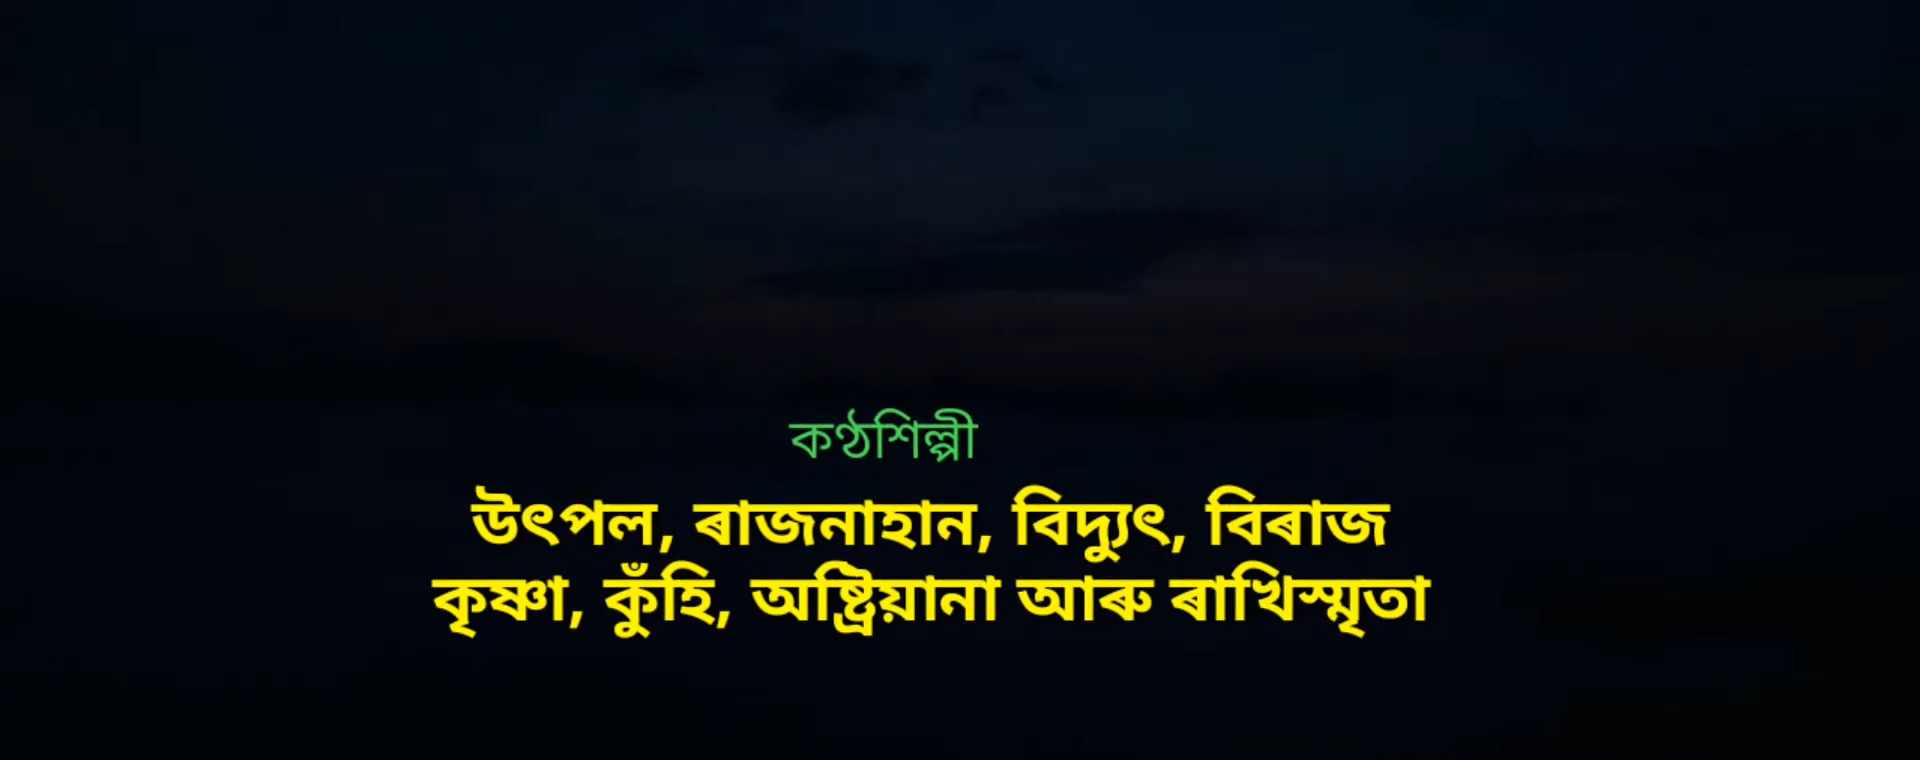 কণ্ঠশিল্পী
উৎপল, ৰাজনাহান, বিদ্যুৎ, বিৰাজ
কৃষ্ণা, কুঁহি, অষ্ট্ৰিয়ানা আৰু ৰাখিস্মৃতা